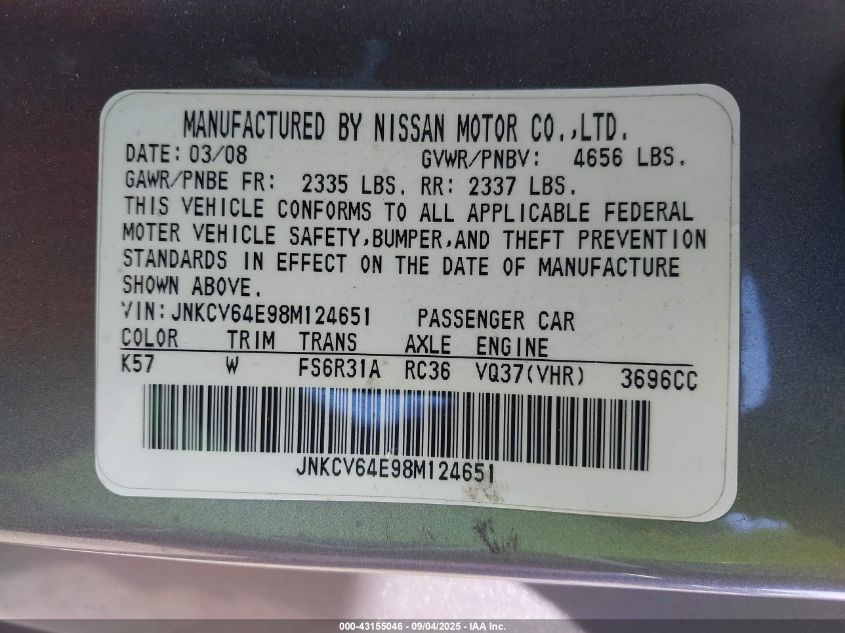 MANUFACTURED BY NISSAN MOTOR CO.,LTD.
DATE: 03/08 GVWR/PNBV: 4656 LBS.
GAWR/PNBE FR: 2335 LBS. RR: 2337 LBS.
THIS VEHICLE CONFORMS TO ALL APPLICABLE FEDERAL
MOTER VEHICLE SAFETY,BUMPER,AND THEFT PREVENTION
STANDARDS IN EFFECT ON THE DATE OF MANUFACTURE
SHOWN ABOVE.
VIN: JNKCV64E98M124651 PASSENGER CAR
COLOR TRIM TRANS AXLE ENGINE
K57 W FS6R31A RC36 VQ37(VHR) 3696CC
JNKCV64E98M124651
000-43155046 - 09/04/2025 - IAA Inc.